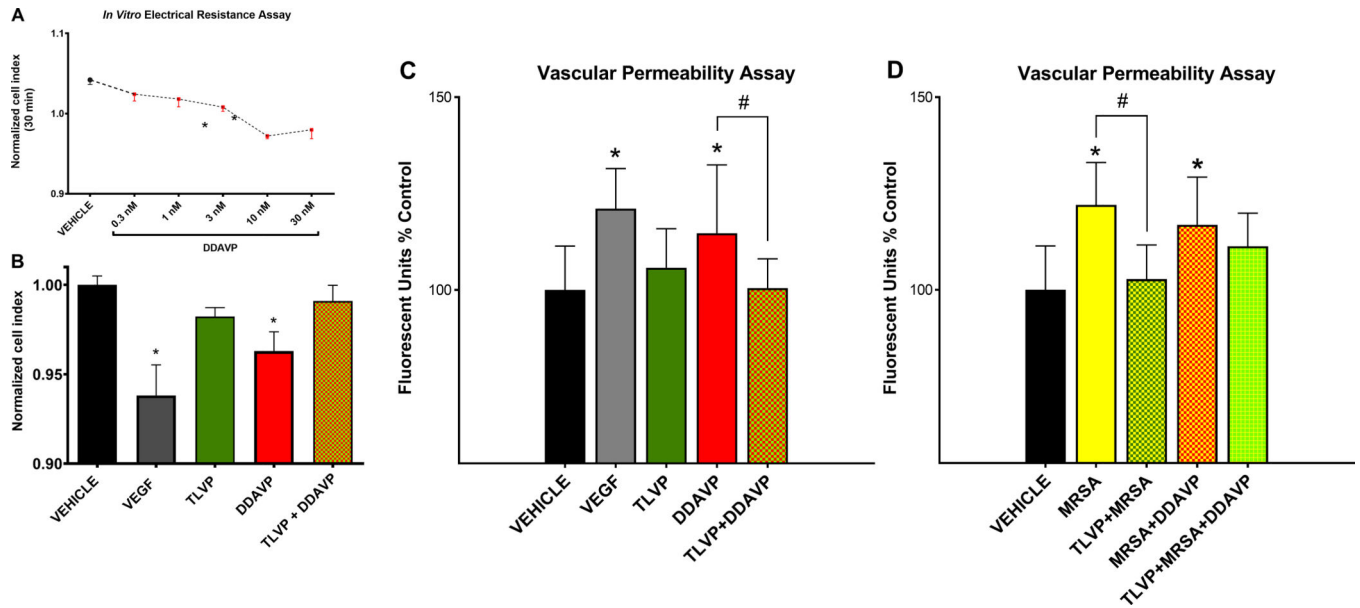 A
In Vitro Electrical Resistance Assay
Normalized cell index
(30 min)
1.1
1.0
0.9
*
*
VEHICLE
0.3 nM
1 nM
3 nM
10 nM
30 nM
DDAVP
B
Normalized cell index
1.00
0.95
0.90
*
*
VEHICLE
VEGF
TLVP
DDAVP
TLVP + DDAVP
C
Vascular Permeability Assay
Fluorescent Units % Control
150
100
*
*
#
VEHICLE
VEGF
TLVP
DDAVP
TLVP+DDAVP
D
Vascular Permeability Assay
Fluorescent Units % Control
150
100
#
*
*
VEHICLE
MRSA
TLVP+MRSA
MRSA+DDAVP
TLVP+MRSA+DDAVP